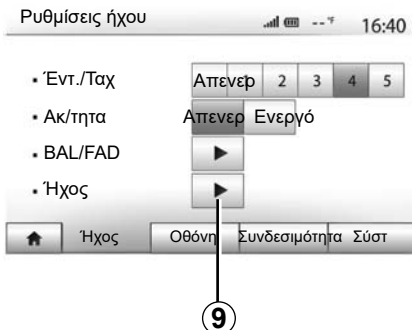 Ρυθμίσεις ήχου --°F 16:40
▪ Έντ./Ταχ Απενερ 1 2 3 4 5
▪ Ακ/τητα Απενερ Ενεργό
▪ BAL/FAD
▪ Ήχος
Ήχος Οθόνη Συνδεσιμότητα Σύστ
9